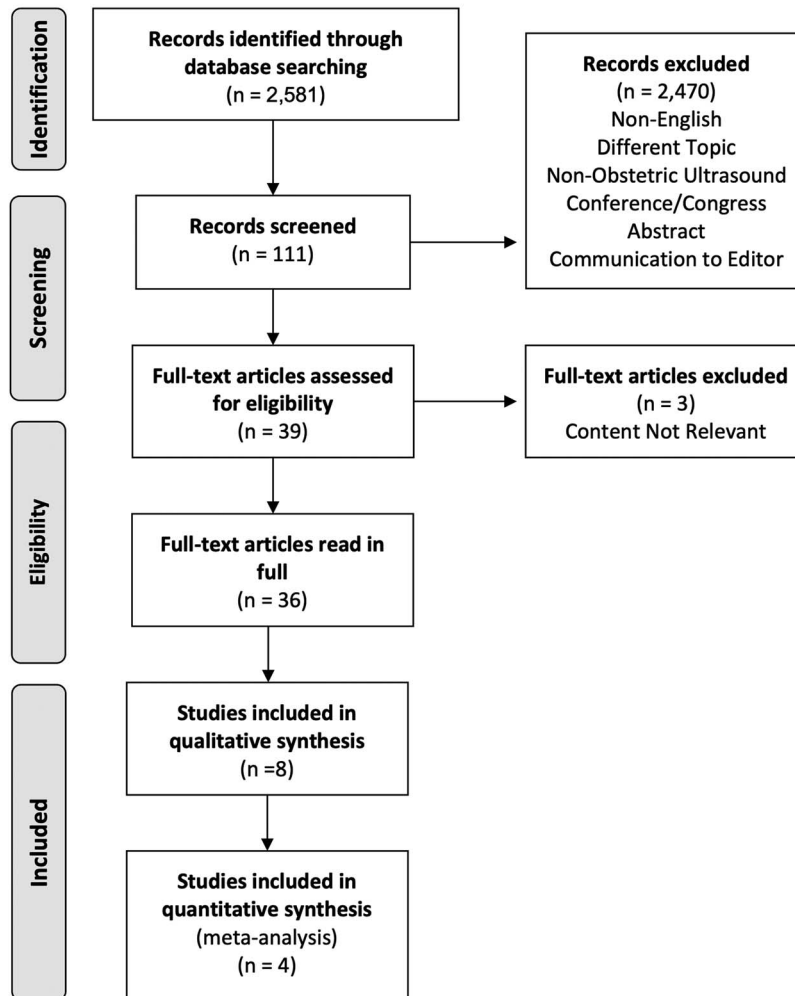 Identification
Records identified through
database searching
(n = 2,581)
Records excluded
(n = 2,470)
Non-English
Different Topic
Non-Obstetric Ultrasound
Conference/Congress
Abstract
Communication to Editor
Screening
Records screened
(n = 111)
Full-text articles assessed
for eligibility
(n = 39)
Full-text articles excluded
(n = 3)
Content Not Relevant
Eligibility
Full-text articles read in
full
(n = 36)
Included
Studies included in
qualitative synthesis
(n =8)
Studies included in
quantitative synthesis
(meta-analysis)
(n = 4)